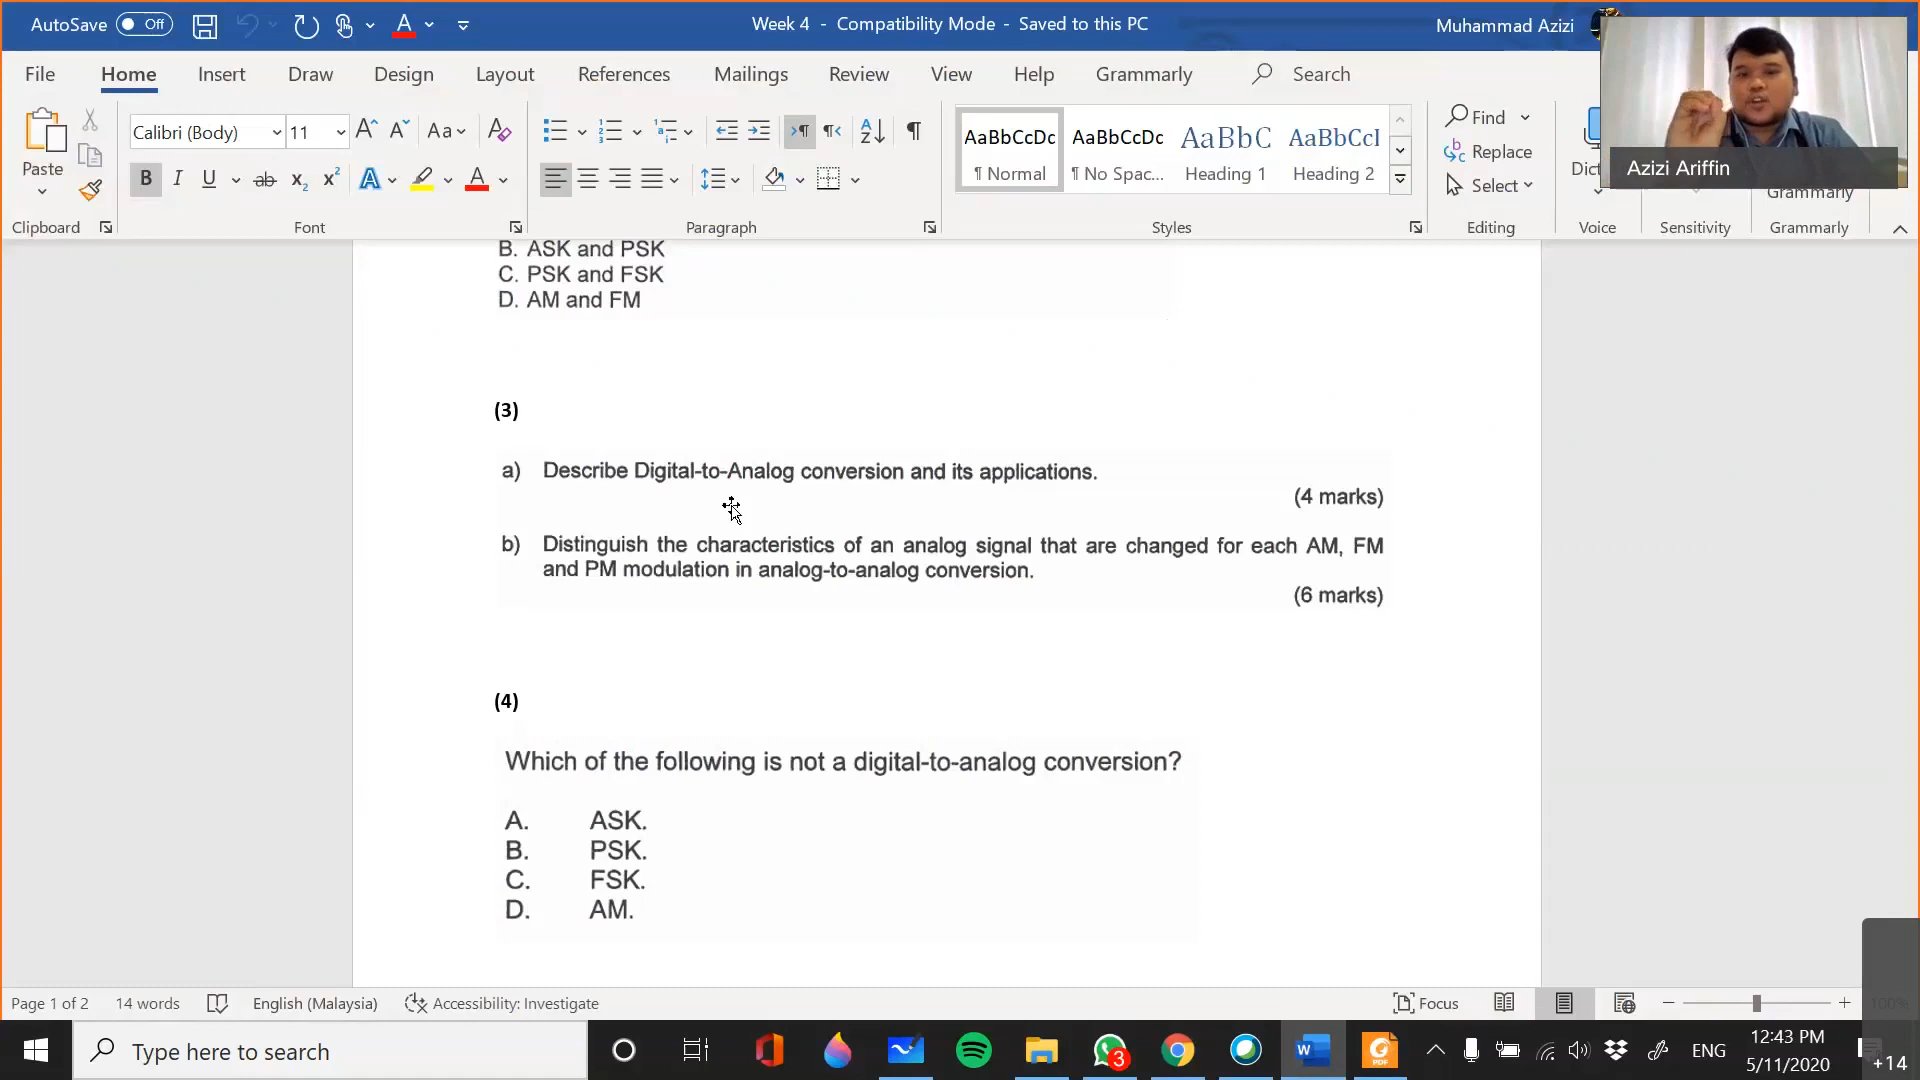 AutoSave Off
Week 4 - Compatibility Mode - Saved to this PC
Muhammad Azizi
File Home Insert Draw Design Layout References Mailings Review View Help Grammarly Search
Calibri (Body) 11
Paste
AaBbCcDc AaBbCcDc AaBbC AaBbCcI
¶ Normal ¶ No Spac... Heading 1 Heading 2
Find
Replace
Select
Dict
Grammarly
Azizi Ariffin
Clipboard Font Paragraph Styles Editing Voice Sensitivity Grammarly
B. ASK and PSK
C. PSK and FSK
D. AM and FM
(3)
a) Describe Digital-to-Analog conversion and its applications.
(4 marks)
b) Distinguish the characteristics of an analog signal that are changed for each AM, FM
and PM modulation in analog-to-analog conversion.
(6 marks)
(4)
Which of the following is not a digital-to-analog conversion?
A. ASK.
B. PSK.
C. FSK.
D. AM.
Page 1 of 2 14 words English (Malaysia) Accessibility: Investigate Focus 100%
Type here to search
3
ENG
12:43 PM
5/11/2020
+14